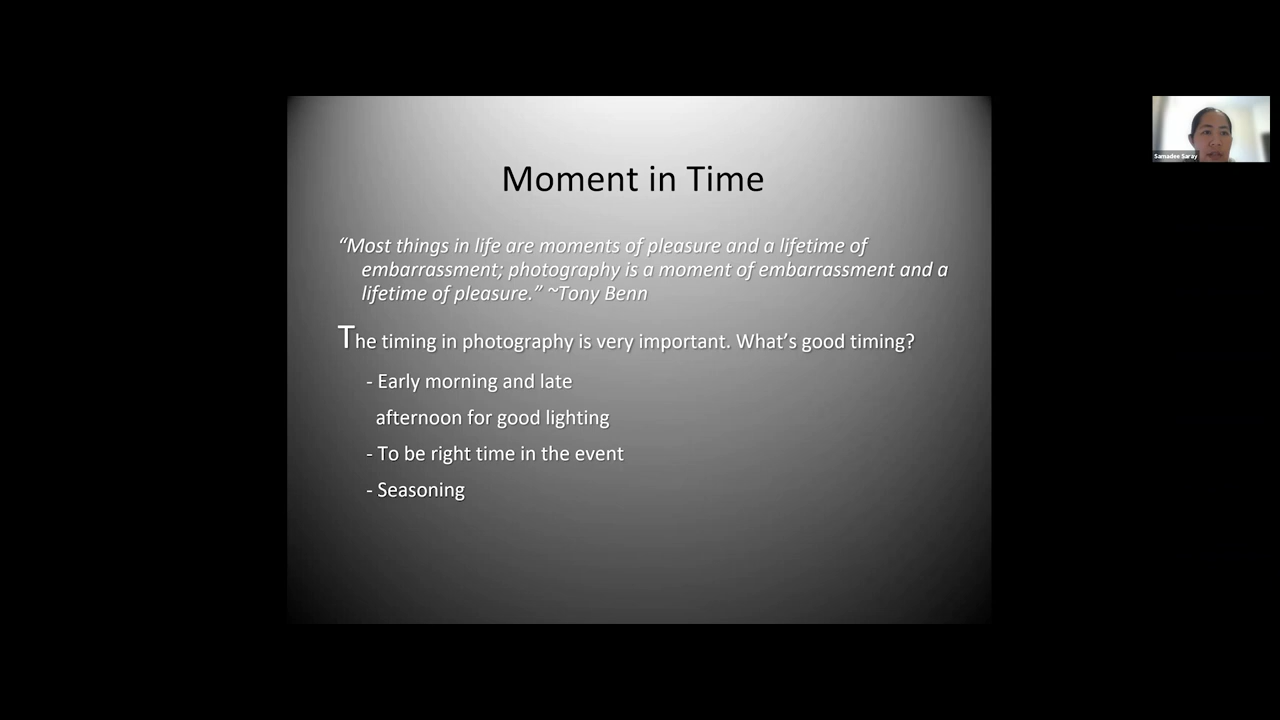 Moment in Time
“Most things in life are moments of pleasure and a lifetime of
embarrassment; photography is a moment of embarrassment and a
lifetime of pleasure.” ~Tony Benn
The timing in photography is very important. What’s good timing?
- Early morning and late
afternoon for good lighting
- To be right time in the event
- Seasoning
Samadee Saray